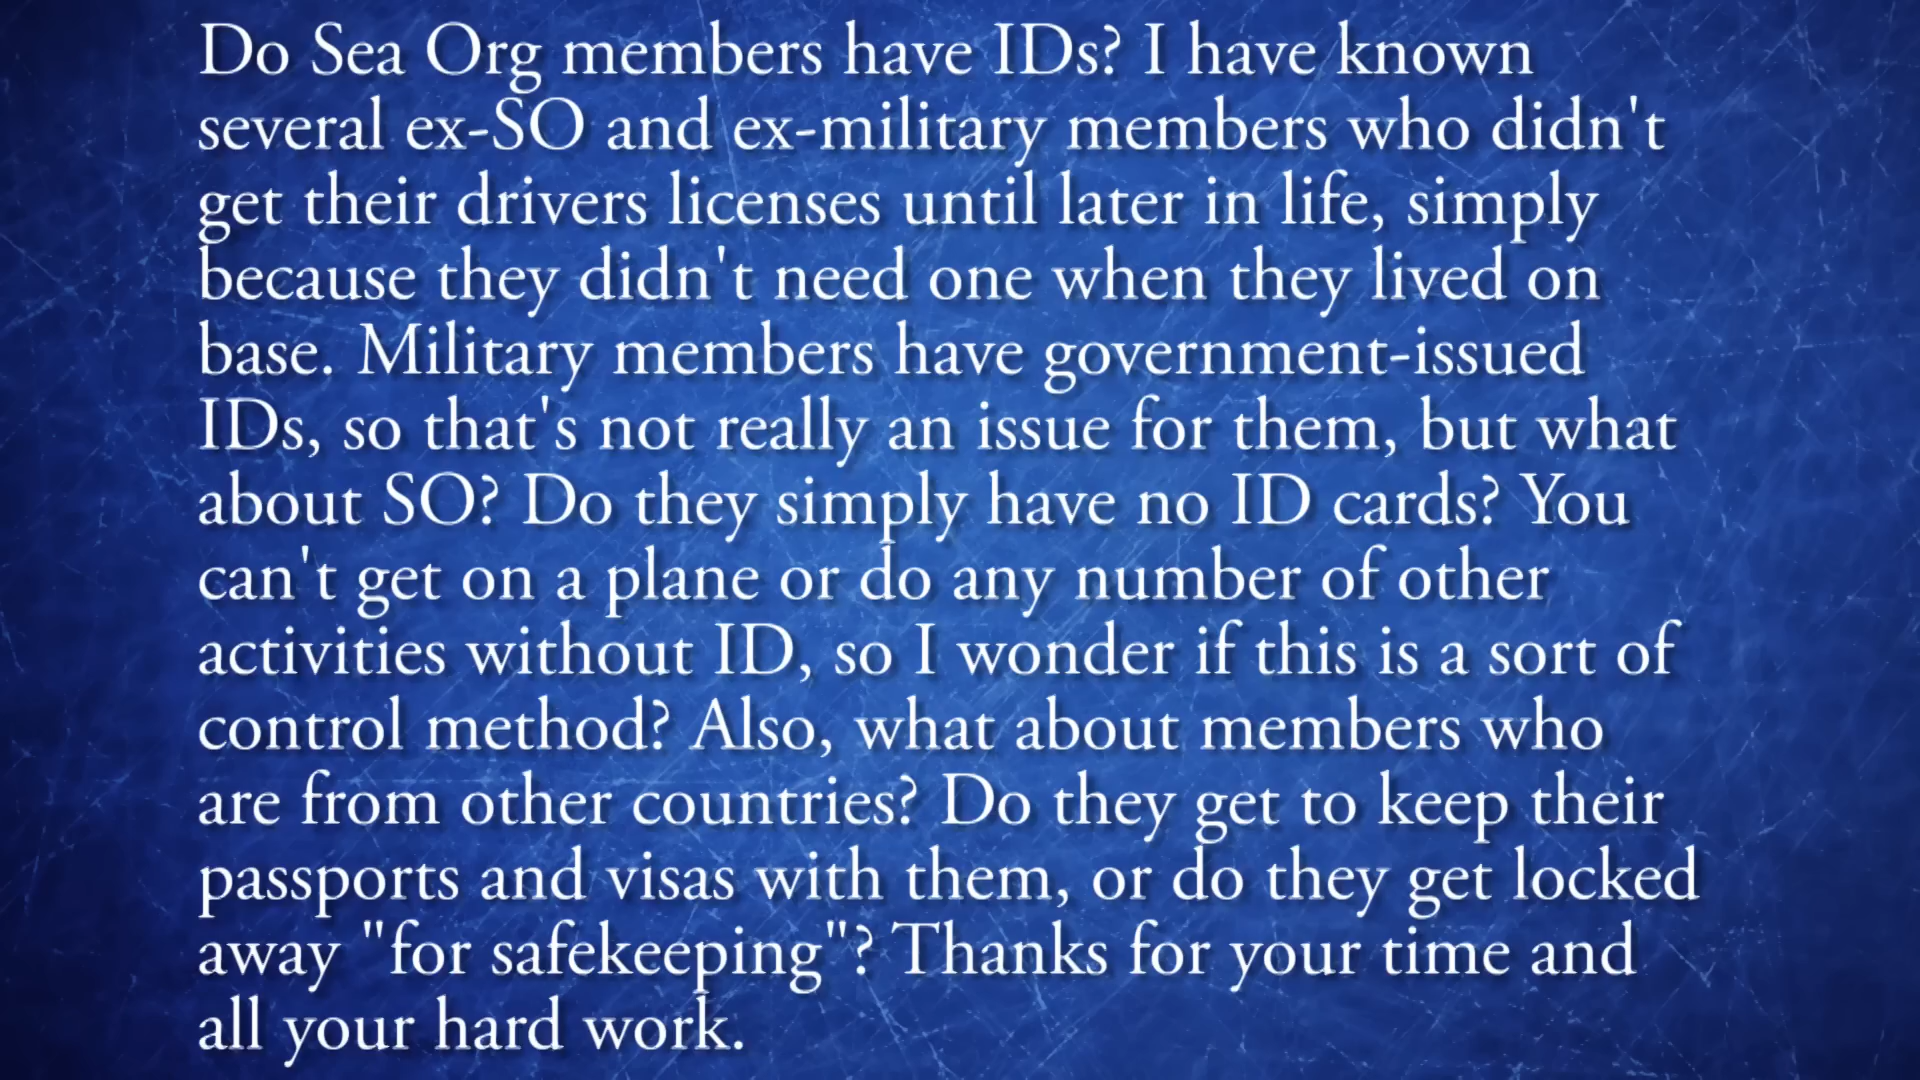 Do Sea Org members have IDs? I have known
several ex-SO and ex-military members who didn't
get their drivers licenses until later in life, simply
because they didn't need one when they lived on
base. Military members have government-issued
IDs, so that's not really an issue for them, but what
about SO? Do they simply have no ID cards? You
can't get on a plane or do any number of other
activities without ID, so I wonder if this is a sort of
control method? Also, what about members who
are from other countries? Do they get to keep their
passports and visas with them, or do they get locked
away "for safekeeping"? Thanks for your time and
all your hard work.